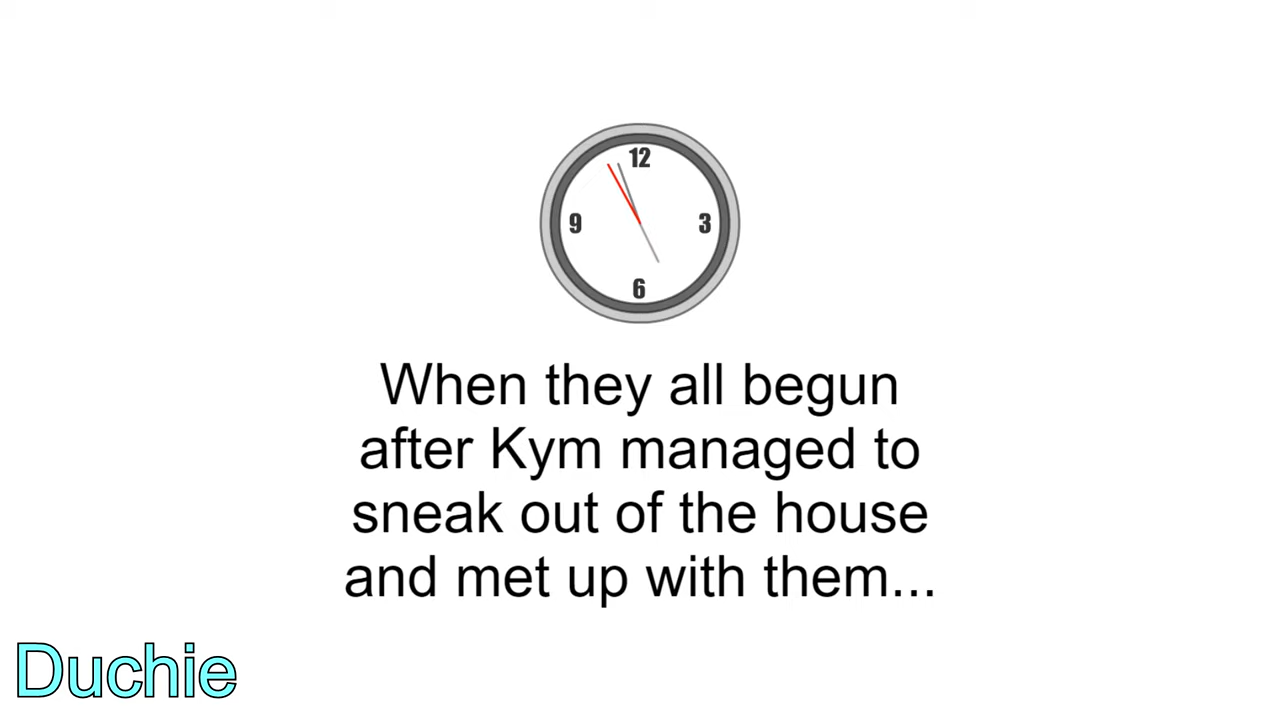 12
9 3
6
When they all begun
after Kym managed to
sneak out of the house
and met up with them...
Duchie